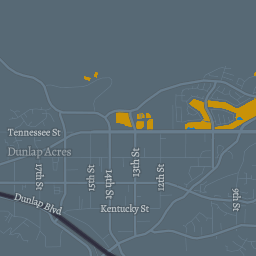 Tennessee St
Dunlap Acres
13th St
17th St
15th St
14th St
12th St
9th St
Dunlap Blvd
Kentucky St